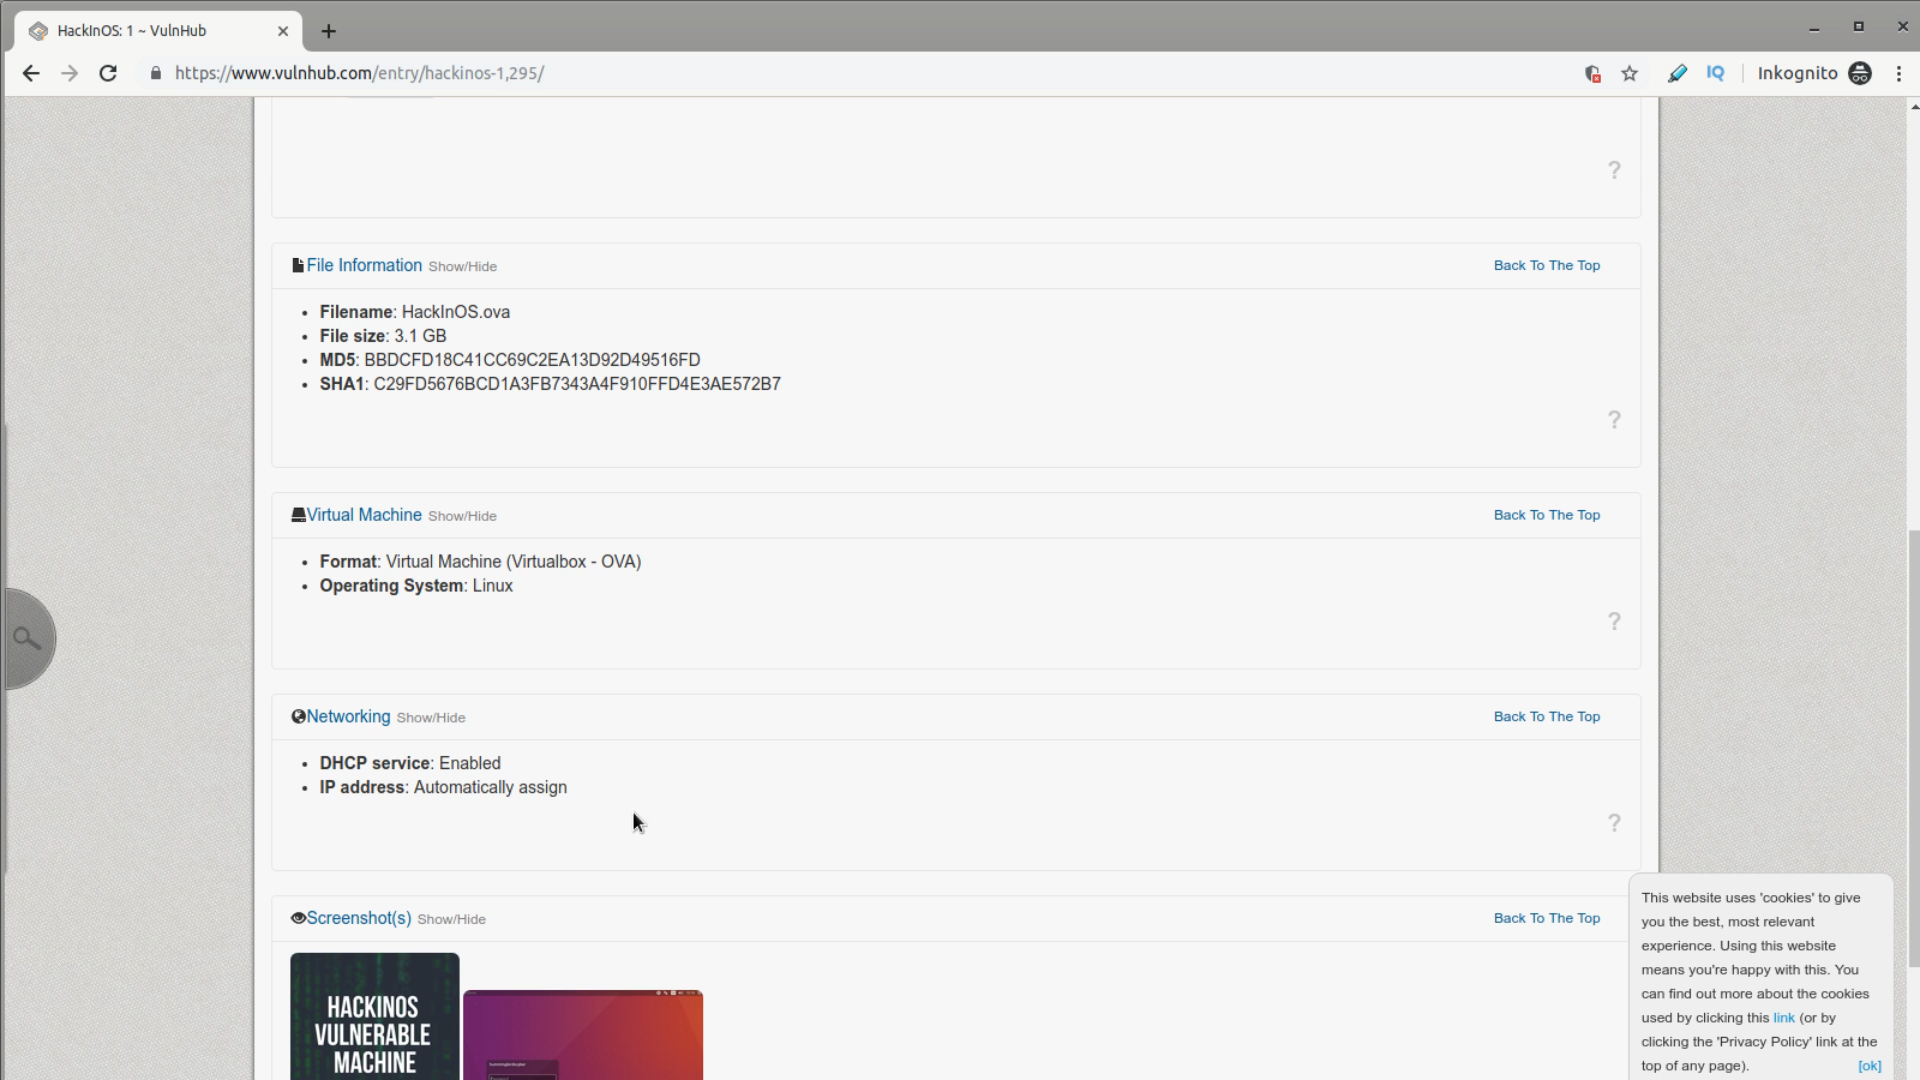 HackInOS: 1 ~ VulnHub
https://www.vulnhub.com/entry/hackinos-1,295/
IQ
Inkognito
?
File Information Show/Hide
Back To The Top
Filename: HackInOS.ova
File size: 3.1 GB
MD5: BBDCFD18C41CC69C2EA13D92D49516FD
SHA1: C29FD5676BCD1A3FB7343A4F910FFD4E3AE572B7
?
Virtual Machine Show/Hide
Back To The Top
Format: Virtual Machine (Virtualbox - OVA)
Operating System: Linux
?
Networking Show/Hide
Back To The Top
DHCP service: Enabled
IP address: Automatically assign
?
Screenshot(s) Show/Hide
Back To The Top
HACKINOS
VULNERABLE
MACHINE
This website uses 'cookies' to give
you the best, most relevant
experience. Using this website
means you're happy with this. You
can find out more about the cookies
used by clicking this link (or by
clicking the 'Privacy Policy' link at the
top of any page).
[ok]